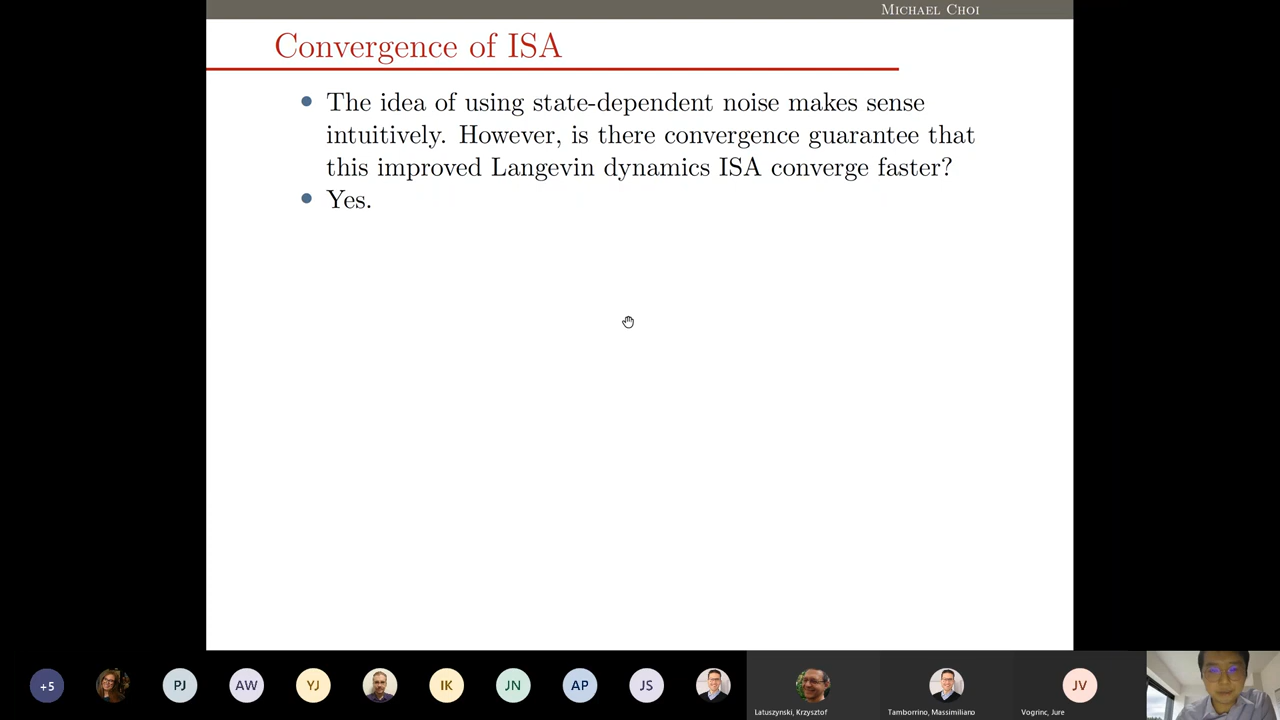 MICHAEL CHOI
Convergence of ISA
The idea of using state-dependent noise makes sense
intuitively. However, is there convergence guarantee that
this improved Langevin dynamics ISA converge faster?
Yes.
+5
PJ
AW
YJ
IK
JN
AP
JS
JV
Latuszynski, Krzysztof
Tamborrino, Massimiliano
Vogrinc, Jure